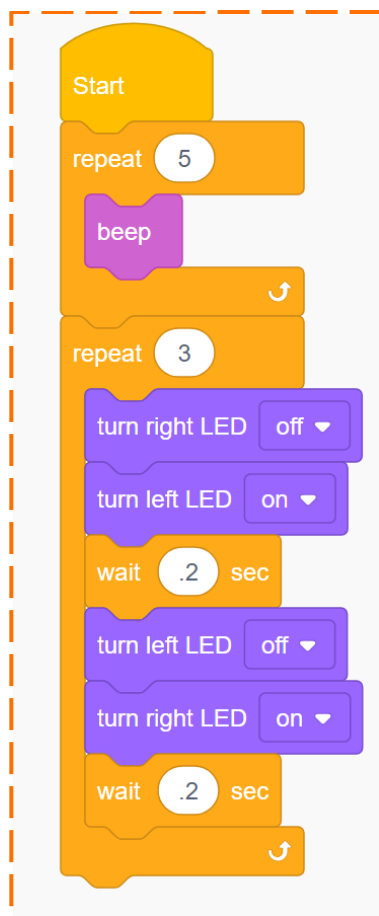 Start
repeat 5
beep
repeat 3
turn right LED off
turn left LED on
wait .2 sec
turn left LED off
turn right LED on
wait .2 sec